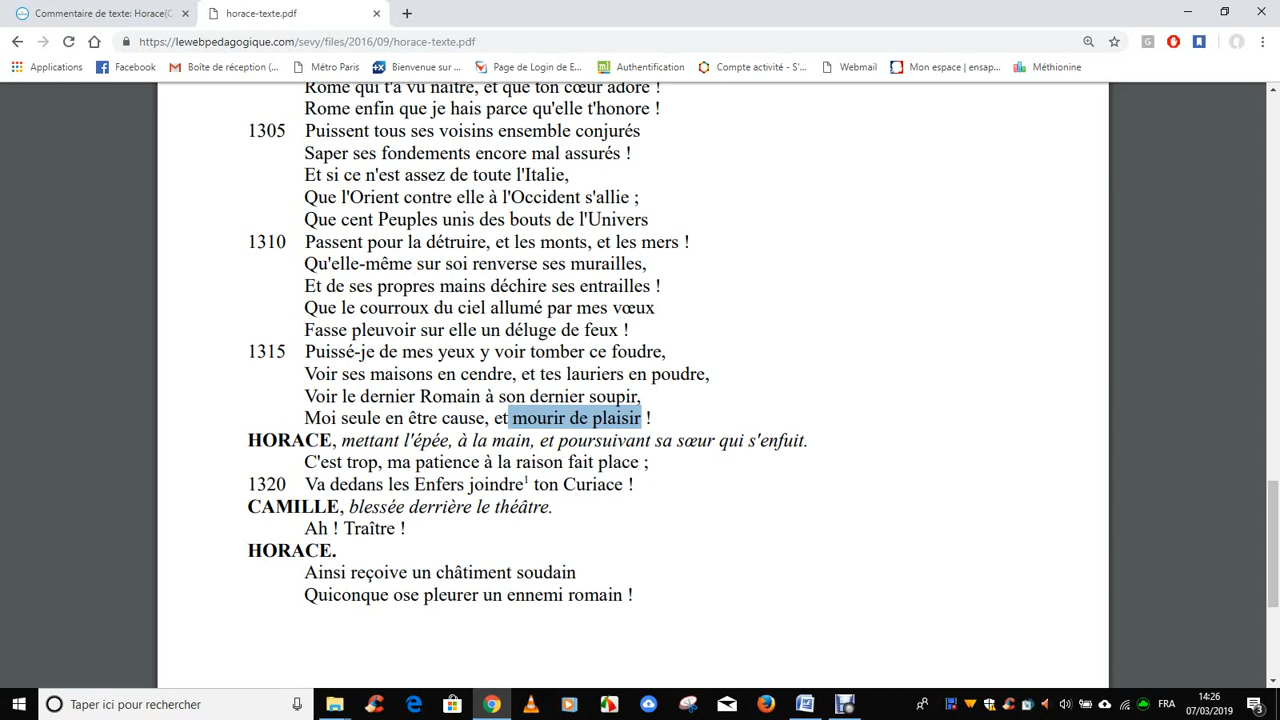 Commentaire de texte: Horace(C
horace-texte.pdf
https://lewebpedagogique.com/sevy/files/2016/09/horace-texte.pdf
Applications Facebook Boîte de réception (... Métro Paris Bienvenue sur ... Page de Login de E... Authentification Compte activité - S'... Webmail Mon espace | ensap... Méthionine
Rome qui t'a vu naître, et que ton cœur adore !
Rome enfin que je hais parce qu'elle t'honore !
1305 Puissent tous ses voisins ensemble conjurés
Saper ses fondements encore mal assurés !
Et si ce n'est assez de toute l'Italie,
Que l'Orient contre elle à l'Occident s'allie ;
Que cent Peuples unis des bouts de l'Univers
1310 Passent pour la détruire, et les monts, et les mers !
Qu'elle-même sur soi renverse ses murailles,
Et de ses propres mains déchire ses entrailles !
Que le courroux du ciel allumé par mes vœux
Fasse pleuvoir sur elle un déluge de feux !
1315 Puissé-je de mes yeux y voir tomber ce foudre,
Voir ses maisons en cendre, et tes lauriers en poudre,
Voir le dernier Romain à son dernier soupir,
Moi seule en être cause, et mourir de plaisir !
HORACE, mettant l'épée, à la main, et poursuivant sa sœur qui s'enfuit.
C'est trop, ma patience à la raison fait place ;
1320 Va dedans les Enfers joindre¹ ton Curiace !
CAMILLE, blessée derrière le théâtre.
Ah ! Traître !
HORACE.
Ainsi reçoive un châtiment soudain
Quiconque ose pleurer un ennemi romain !
Taper ici pour rechercher
FRA
14:26
07/03/2019
3